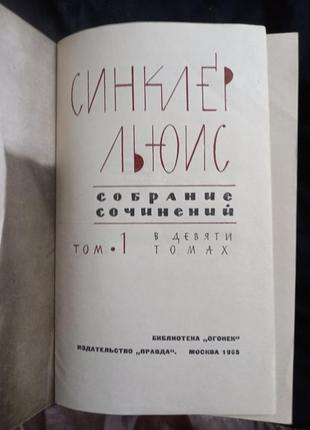 СИНКЛЕР
ЛЬЮИС
СОБРАНИЕ
СОЧИНЕНИЙ
ТОМ • 1 В ДЕВЯТИ
ТОМАХ
БИБЛИОТЕКА „ОГОНЕК"
ИЗДАТЕЛЬСТВО „ПРАВДА". МОСКВА 1965